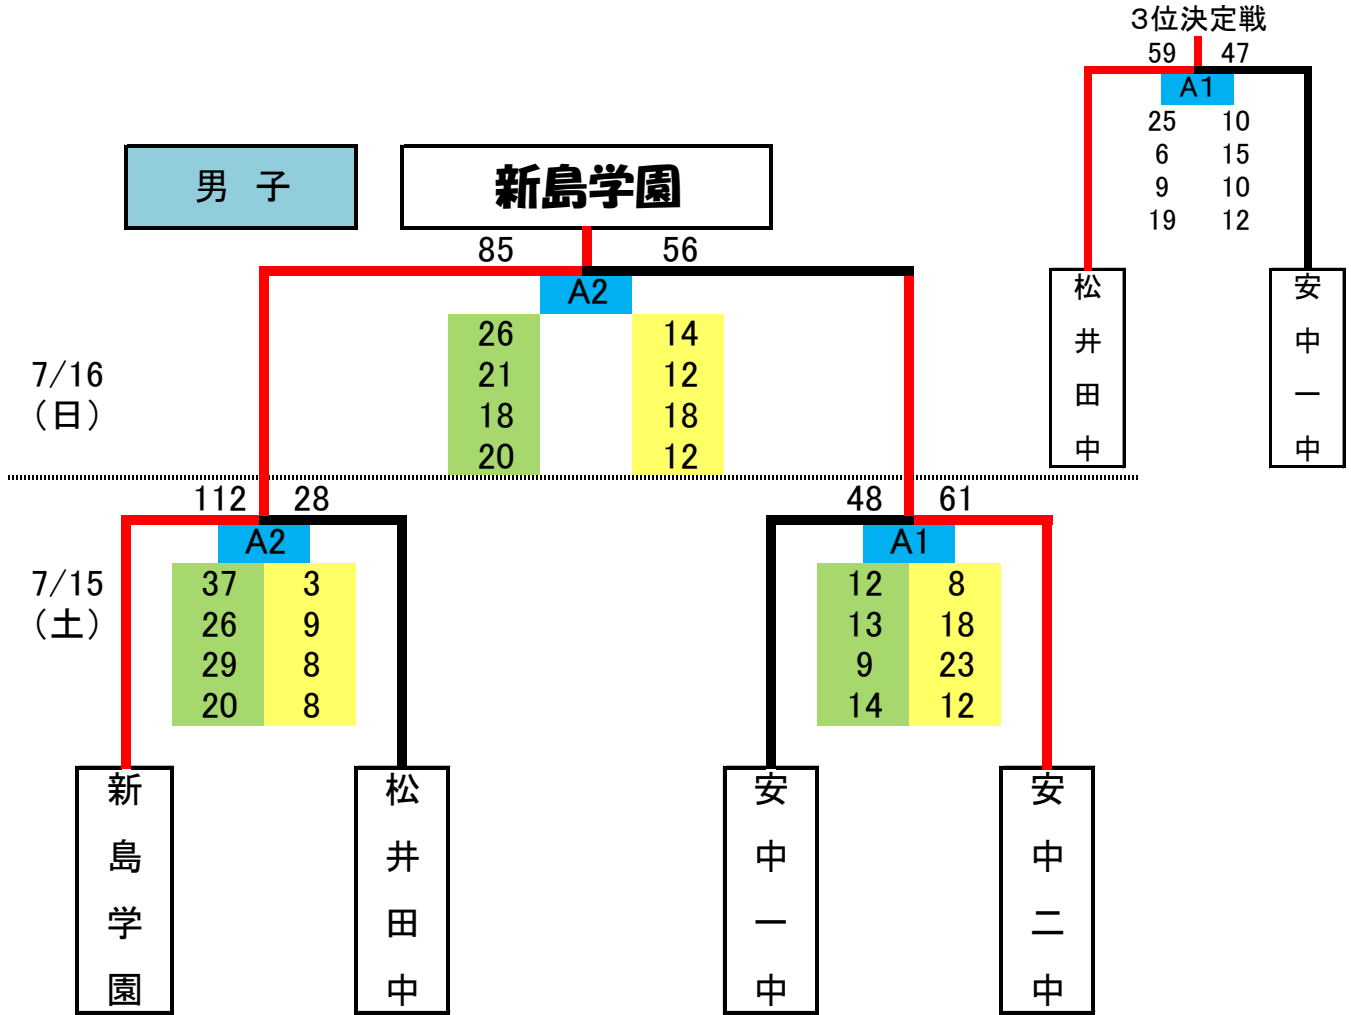 3位決定戦
59 47
A1
25 10
6 15
9 10
19 12
松井田中
安中一中
男 子
新島学園
85 56
A2
26 14
21 12
18 18
20 12
7/16
(日)
112 28
A2
37 3
26 9
29 8
20 8
48 61
A1
12 8
13 18
9 23
14 12
7/15
(土)
新島学園
松井田中
安中一中
安中二中